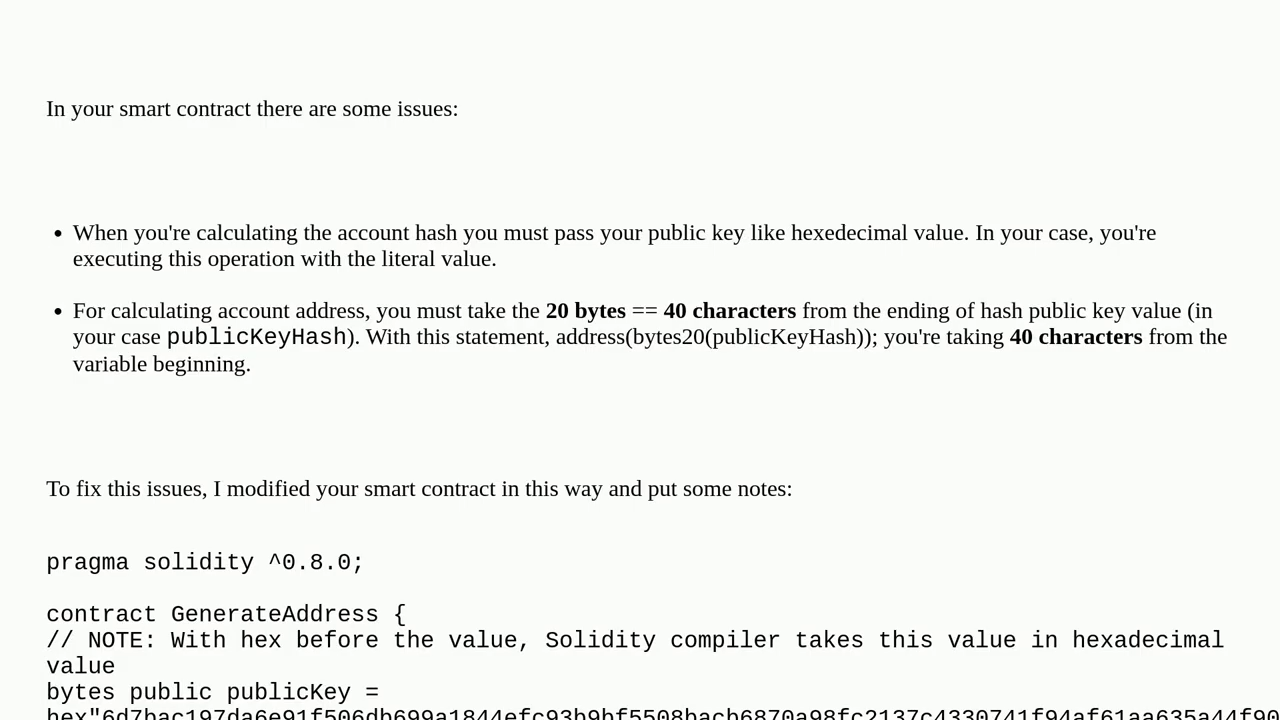 In your smart contract there are some issues:
• When you're calculating the account hash you must pass your public key like hexedecimal value. In your case, you're
executing this operation with the literal value.
• For calculating account address, you must take the 20 bytes == 40 characters from the ending of hash public key value (in
your case publicKeyHash). With this statement, address(bytes20(publicKeyHash)); you're taking 40 characters from the
variable beginning.
To fix this issues, I modified your smart contract in this way and put some notes:
pragma solidity ^0.8.0;
contract GenerateAddress {
// NOTE: With hex before the value, Solidity compiler takes this value in hexadecimal
value
bytes public publicKey =
hex"6d7bac197da6e91f506db699a1844efc93b9bf5508bacb6870a98fc2137c4330741f94af61aa635a44f90